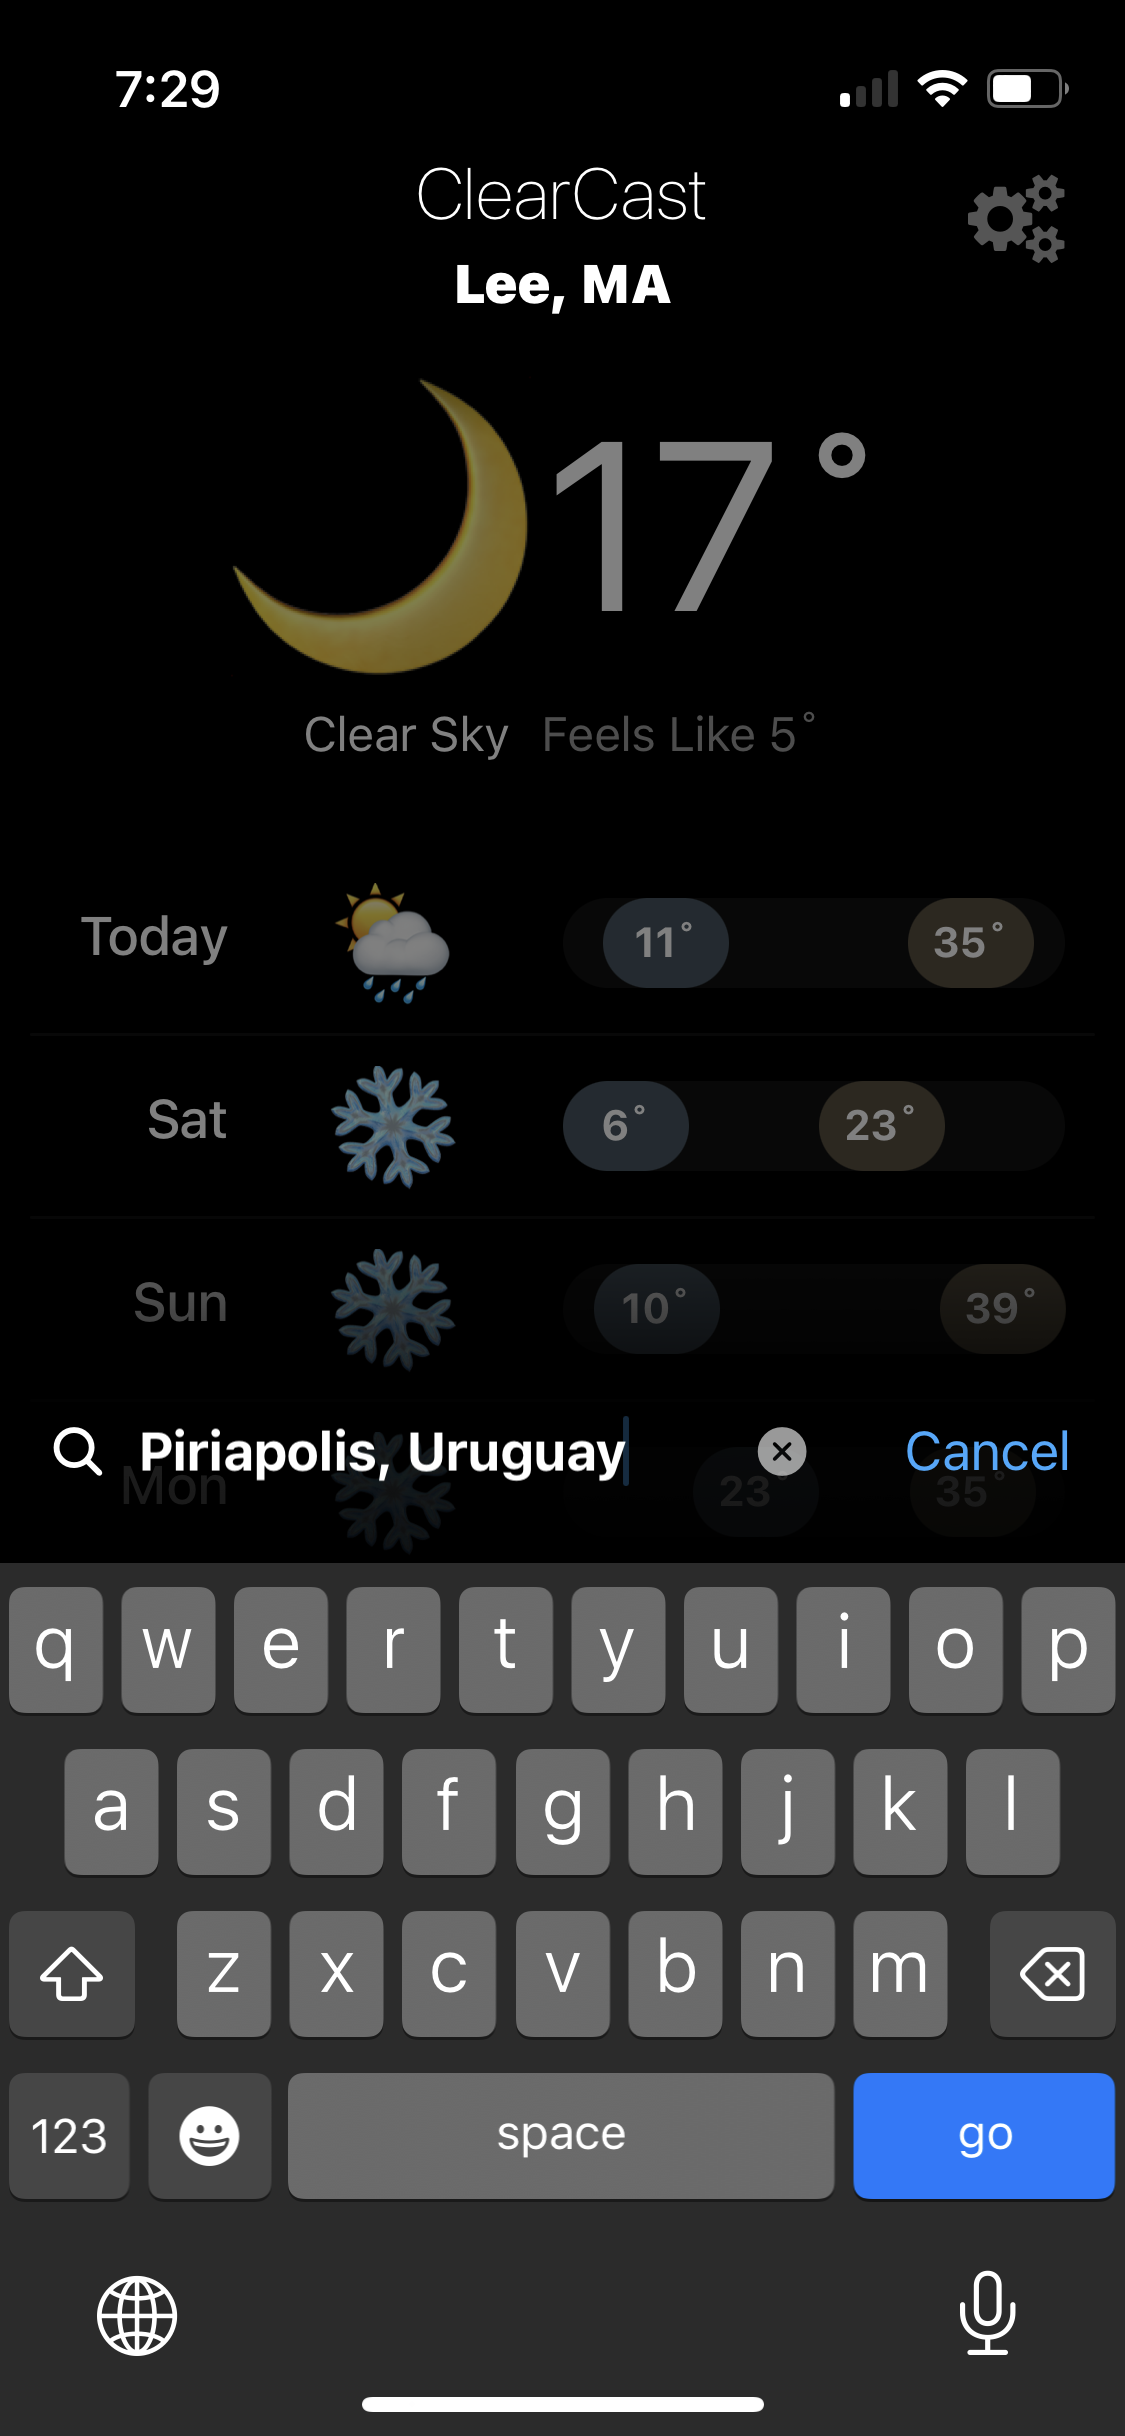 7:29
ClearCast
Lee, MA
17°
Clear Sky Feels Like 5°
Today 11° 35°
Sat 6° 23°
Sun 10° 39°
Piriapolis, Uruguay Cancel
Mon 23° 35°
q w e r t y u i o p
a s d f g h j k l
z x c v b n m
123 space go